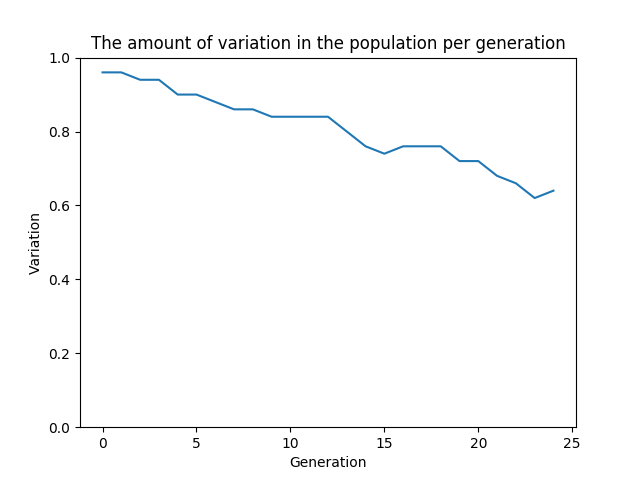 The amount of variation in the population per generation
1.0
0.8
0.6
0.4
0.2
0.0
Variation
0 5 10 15 20 25
Generation